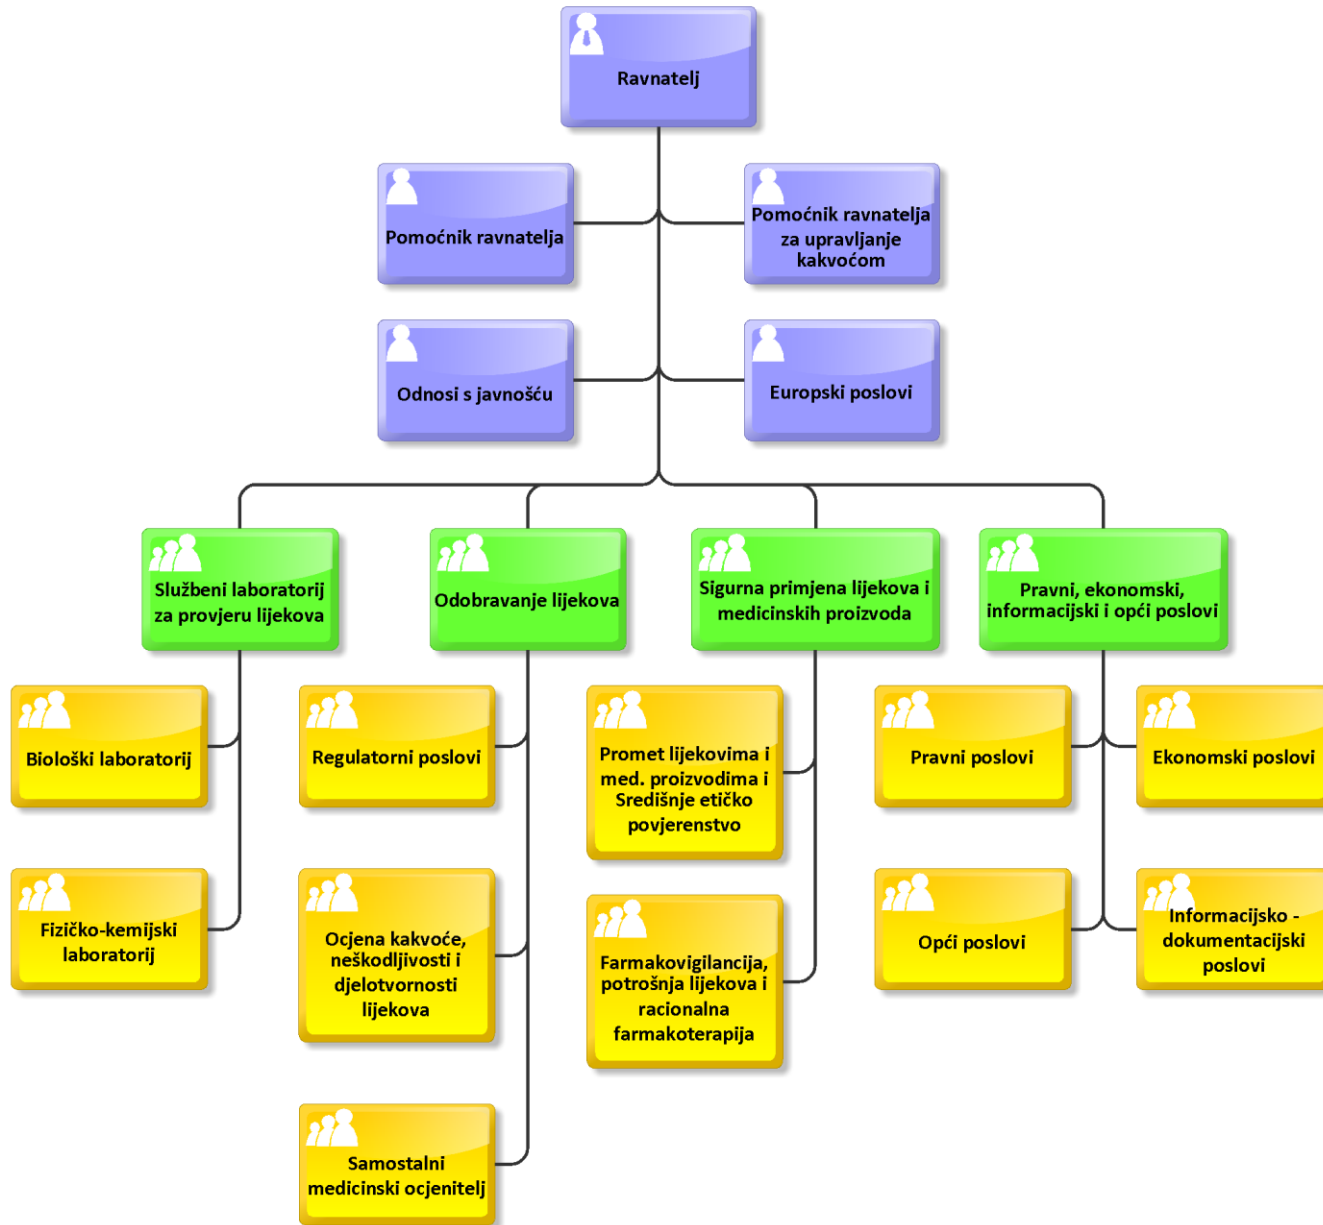 Ravnatelj
Pomoćnik ravnatelja
Pomoćnik ravnatelja
za upravljanje
kakvoćom
Odnosi s javnošću
Europski poslovi
Službeni laboratorij
za provjeru lijekova
Odobravanje lijekova
Sigurna primjena lijekova i
medicinskih proizvoda
Pravni, ekonomski,
informacijski i opći poslovi
Biološki laboratorij
Regulatorni poslovi
Promet lijekovima i
med. proizvodima i
Središnje etičko
povjerenstvo
Pravni poslovi
Ekonomski poslovi
Fizičko-kemijski
laboratorij
Ocjena kakvoće,
neškodljivosti i
djelotvornosti
lijekova
Farmakovigilancija,
potrošnja lijekova i
racionalna
farmakoterapija
Opći poslovi
Informacijsko -
dokumentacijski
poslovi
Samostalni
medicinski ocjenitelj